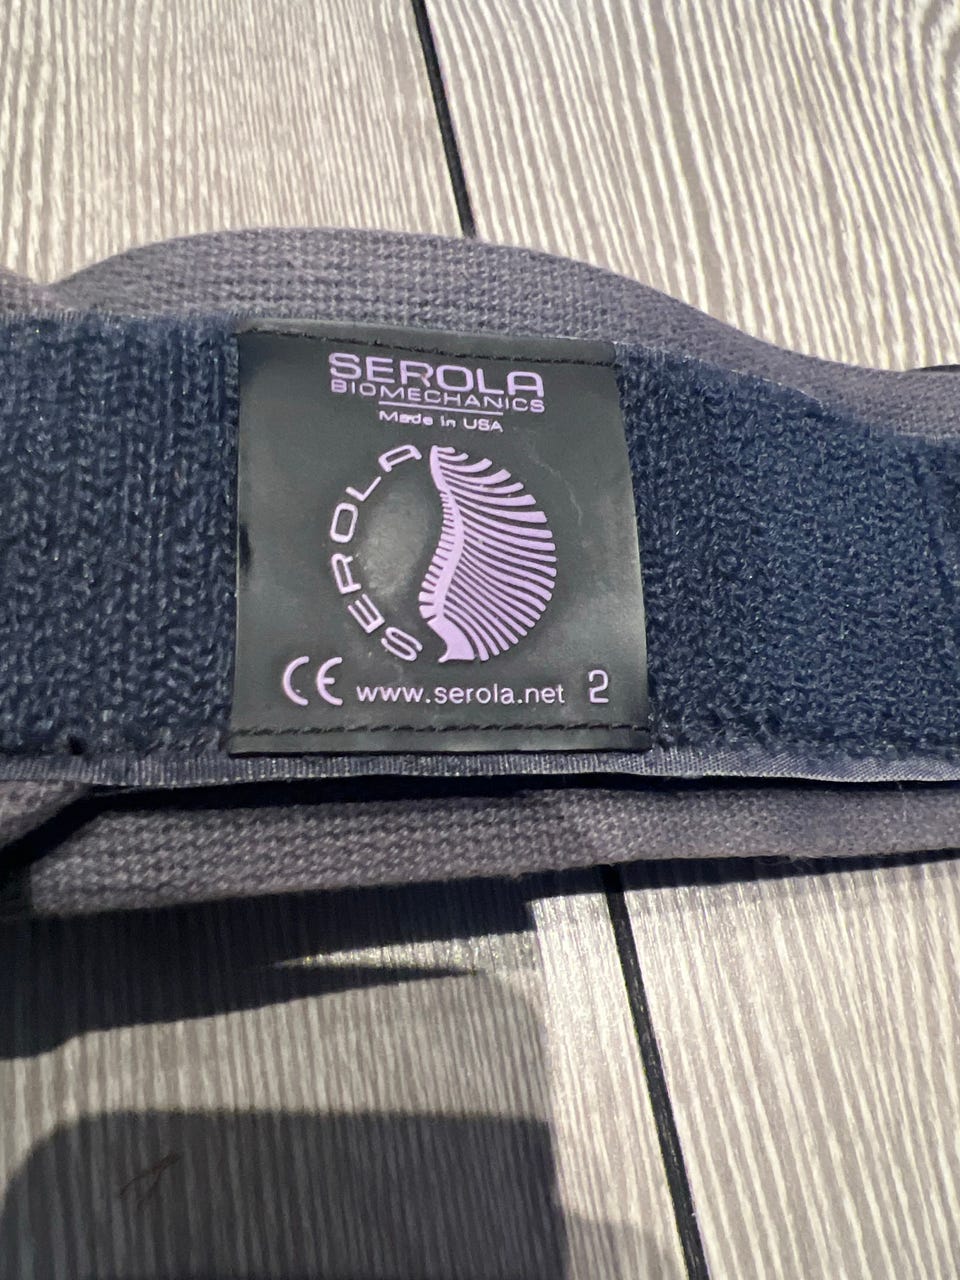 SEROLA
BIOMECHANICS
Made in USA
SEROLA
CE www.serola.net 2